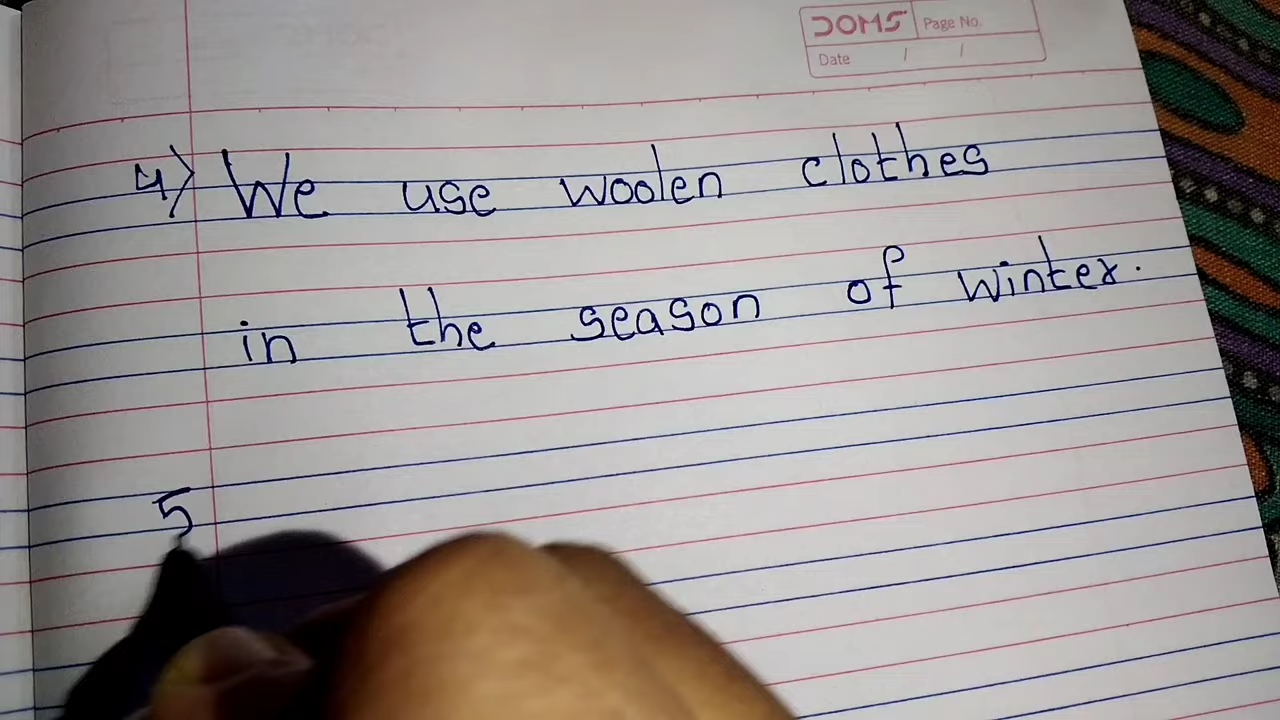 DOMS Page No.
Date / /
4) We use woolen clothes
in the season of winter.
5